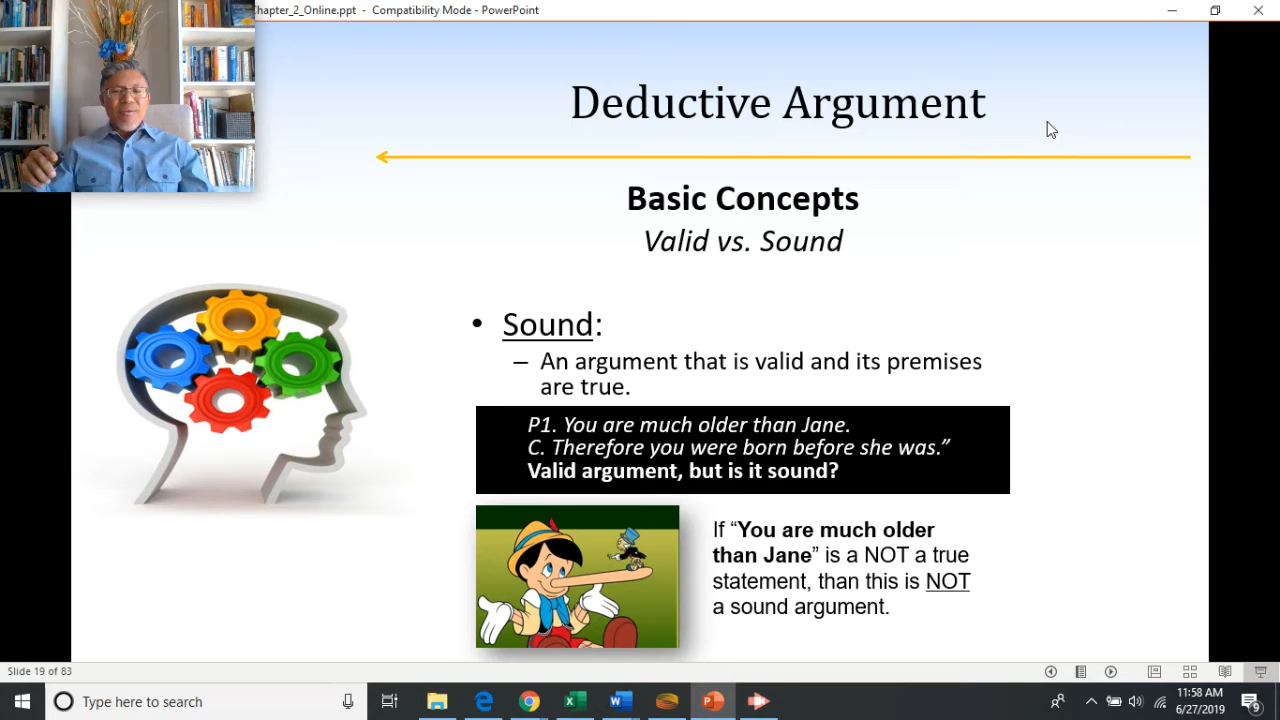 Chapter_2_Online.ppt - Compatibility Mode - PowerPoint
Deductive Argument
Basic Concepts
Valid vs. Sound
• Sound:
– An argument that is valid and its premises
are true.
P1. You are much older than Jane.
C. Therefore you were born before she was.”
Valid argument, but is it sound?
If “You are much older
than Jane” is a NOT a true
statement, than this is NOT
a sound argument.
Slide 19 of 83
Type here to search
11:58 AM
6/27/2019
9